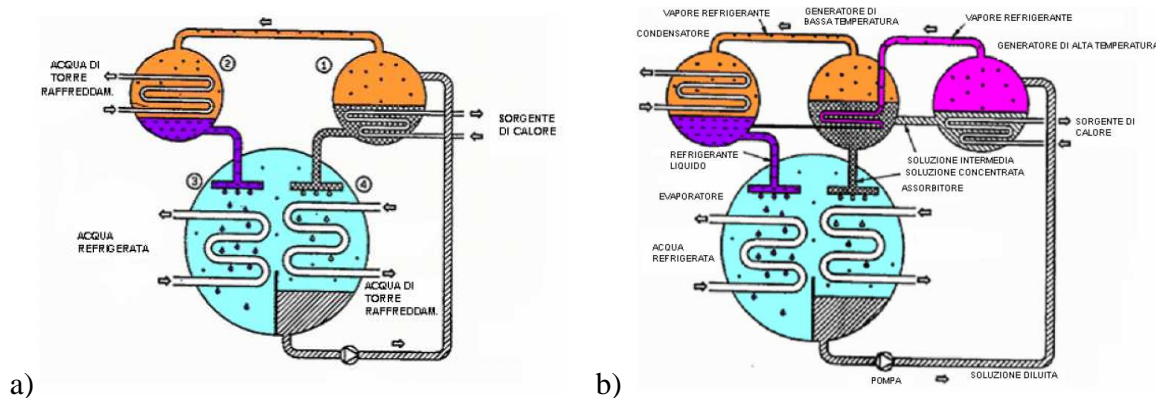 a)
ACQUA DI
TORRE
RAFFREDDAM.
②
①
SORGENTE
DI CALORE
③
④
ACQUA
REFRIGERATA
ACQUA
DI
TORRE
RAFFREDDAM.
b)
VAPORE REFRIGERANTE
GENERATORE DI
BASSA TEMPERATURA
VAPORE REFRIGERANTE
CONDENSATORE
GENERATORE DI ALTA TEMPERATURA
SORGENTE DI
CALORE
REFRIGERANTE
LIQUIDO
SOLUZIONE INTERMEDIA
SOLUZIONE CONCENTRATA
ASSORBITORE
EVAPORATORE
ACQUA
REFRIGERATA
POMPA
SOLUZIONE DILUITA